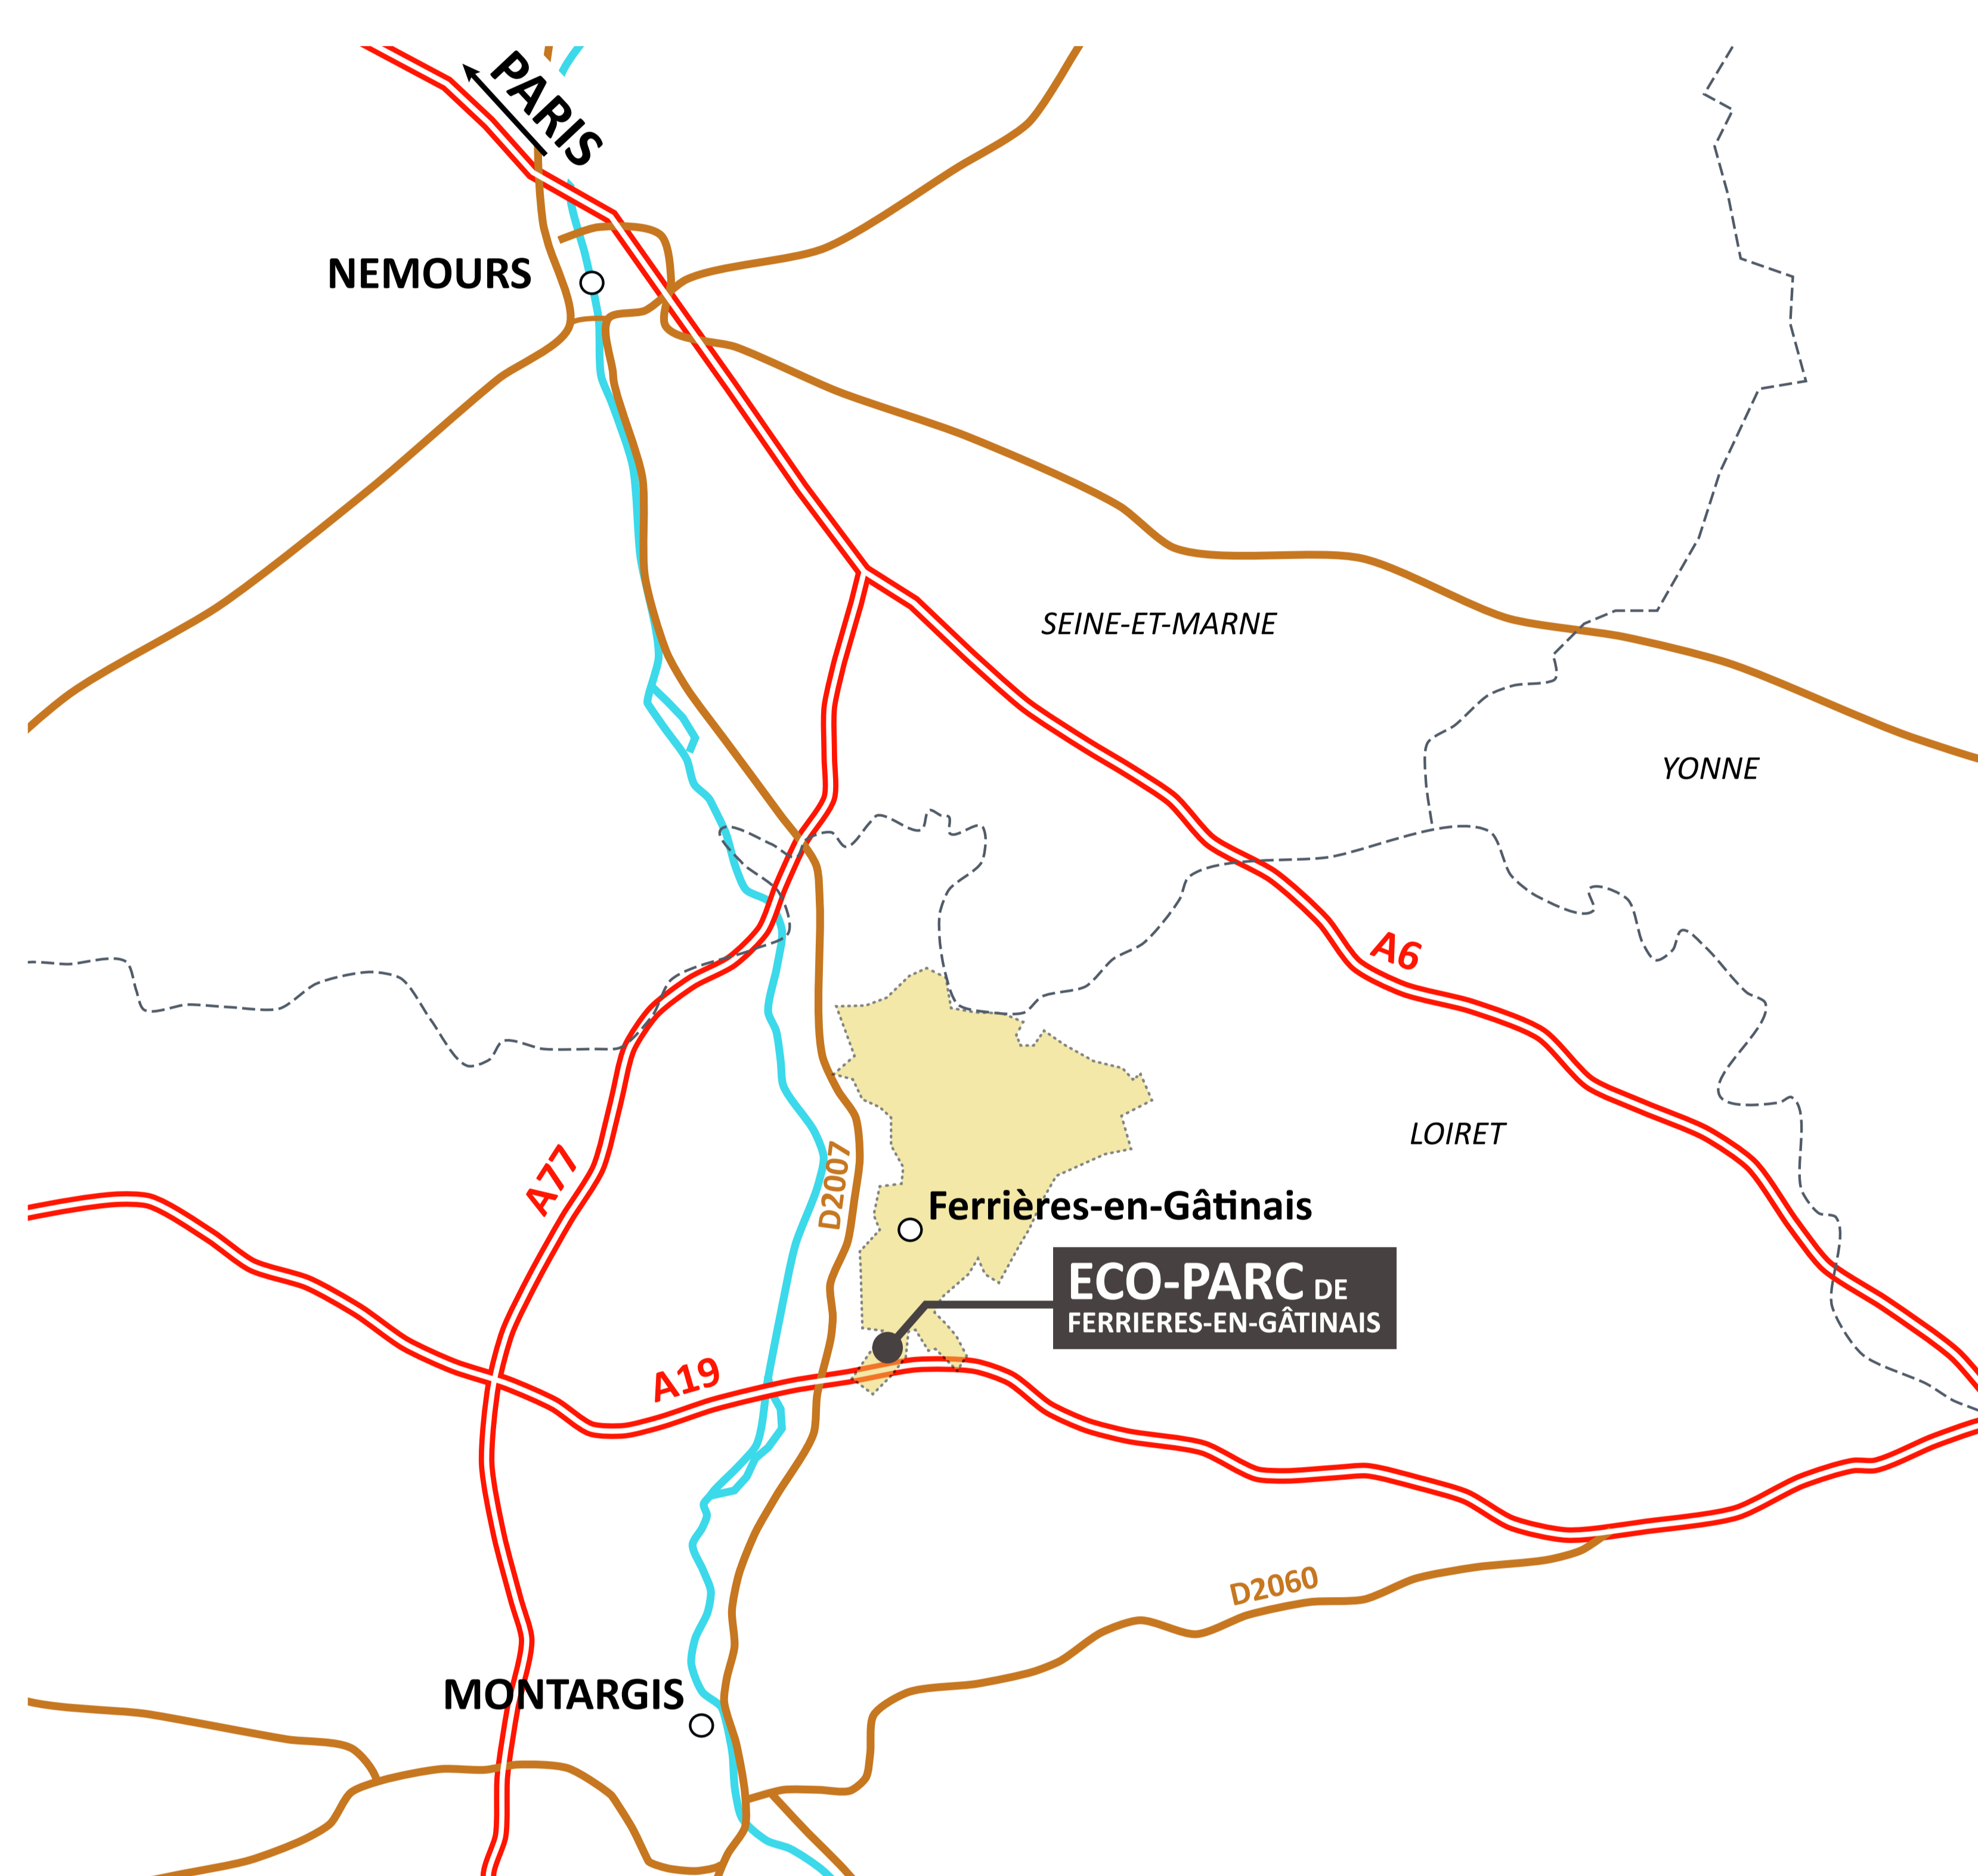 PARIS
NEMOURS
SEINE-ET-MARNE
YONNE
A6
LOIRET
A77
D2007
Ferrières-en-Gâtinais
ECO-PARC DE
FERRIERES-EN-GÂTINAIS
A19
D2060
MONTARGIS